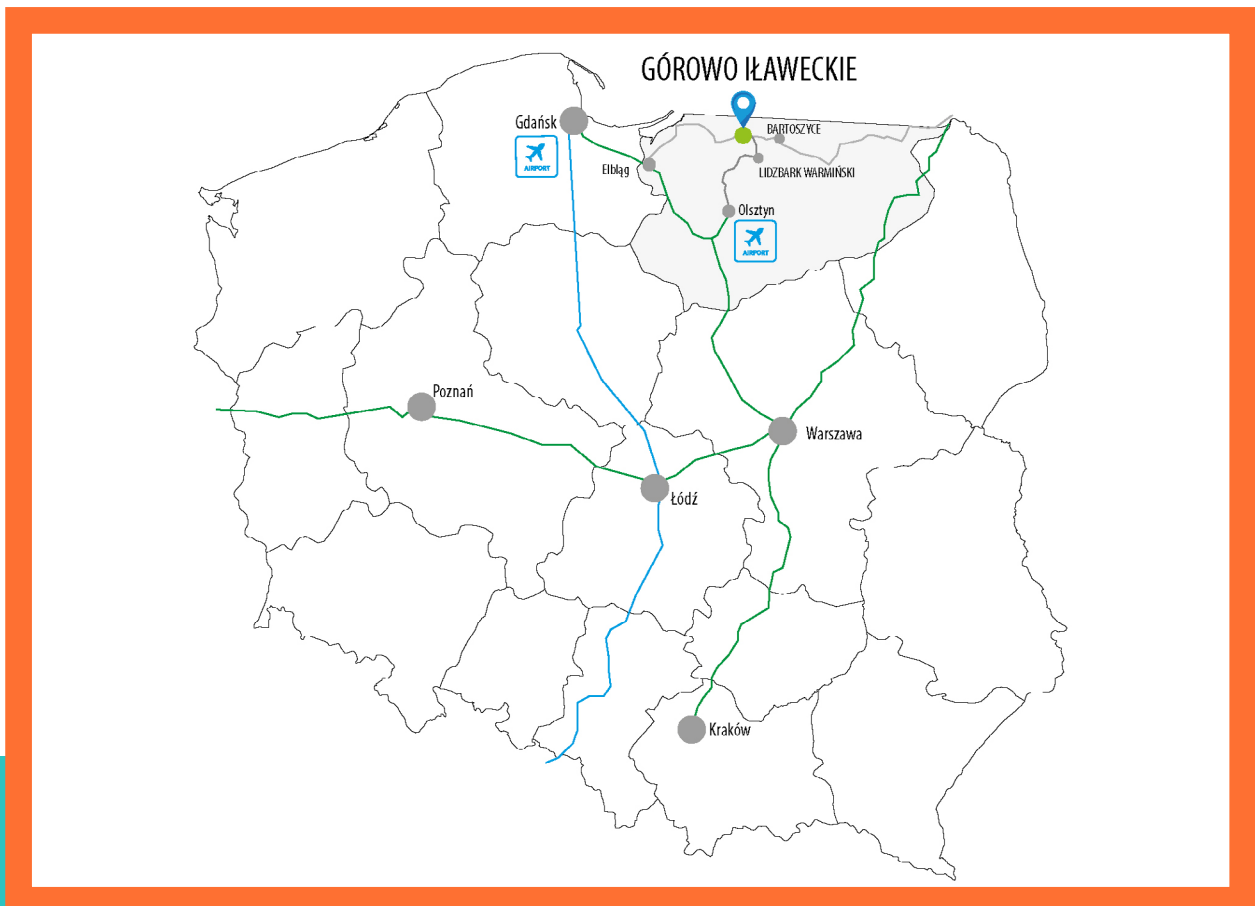 GÓROWO IŁAWECKIE
Gdańsk
BARTOSZYCE
AIRPORT
Elbląg
LIDZBARK WARMIŃSKI
Olsztyn
AIRPORT
Poznań
Warszawa
Łódź
Kraków